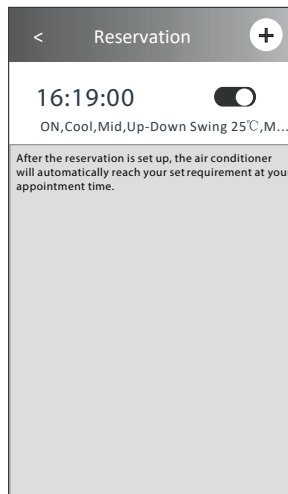 < Reservation +
16:19:00
ON,Cool,Mid,Up-Down Swing 25℃,M...
After the reservation is set up, the air conditioner
will automatically reach your set requirement at you
appointment time.